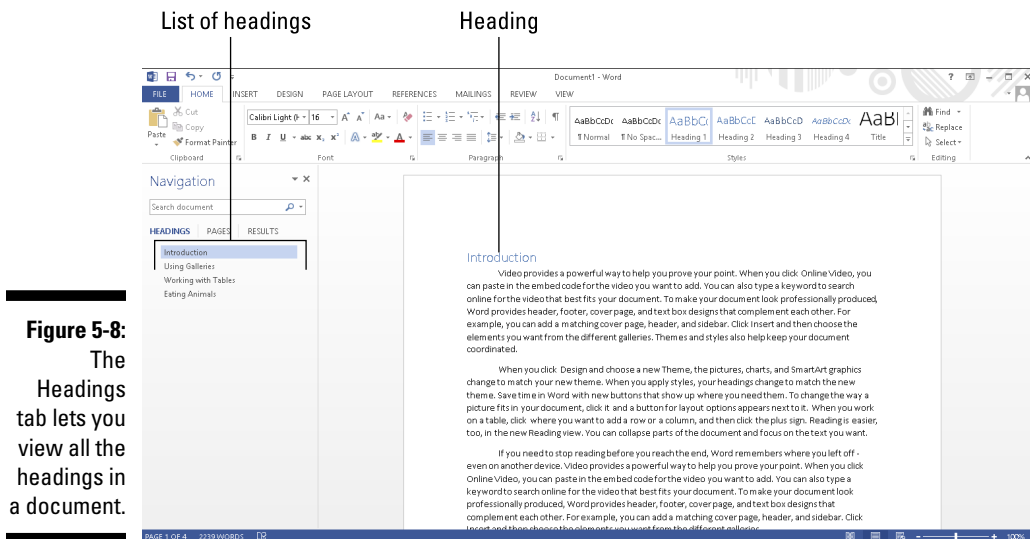 List of headings
Heading
Document1 - Word
FILE HOME INSERT DESIGN PAGE LAYOUT REFERENCES MAILINGS REVIEW VIEW
Cut
Copy
Format Painter
Paste
Clipboard
Calibri Light (H 16
Font
Paragraph
AaBbCcDc AaBbCcDc AaBbC( AaBbCcE AaBbCcD AaBbCcD AaBl
¶ Normal ¶ No Spac... Heading 1 Heading 2 Heading 3 Heading 4 Title
Styles
Find
Replace
Select
Editing
Navigation
Search document
HEADINGS PAGES RESULTS
Introduction
Using Galleries
Working with Tables
Eating Animals
Introduction
Video provides a powerful way to help you prove your point. When you click Online Video, you
can paste in the embed code for the video you want to add. You can also type a keyword to search
online for the video that best fits your document. To make your document look professionally produced,
Word provides header, footer, cover page, and text box designs that complement each other. For
example, you can add a matching cover page, header, and sidebar. Click Insert and then choose the
elements you want from the different galleries. Themes and styles also help keep your document
coordinated.
When you click Design and choose a new Theme, the pictures, charts, and SmartArt graphics
change to match your new theme. When you apply styles, your headings change to match the new
theme. Save time in Word with new buttons that show up where you need them. To change the way a
picture fits in your document, click it and a button for layout options appears next to it. When you work
on a table, click where you want to add a row or a column, and then click the plus sign. Reading is easier,
too, in the new Reading view. You can collapse parts of the document and focus on the text you want.
If you need to stop reading before you reach the end, Word remembers where you left off -
even on another device. Video provides a powerful way to help you prove your point. When you click
Online Video, you can paste in the embed code for the video you want to add. You can also type a
keyword to search online for the video that best fits your document. To make your document look
professionally produced, Word provides header, footer, cover page, and text box designs that
complement each other. For example, you can add a matching cover page, header, and sidebar. Click
Insert and then choose the elements you want from the different galleries.
PAGE 1 OF 4 2239 WORDS 100%
Figure 5-8:
The
Headings
tab lets you
view all the
headings in
a document.